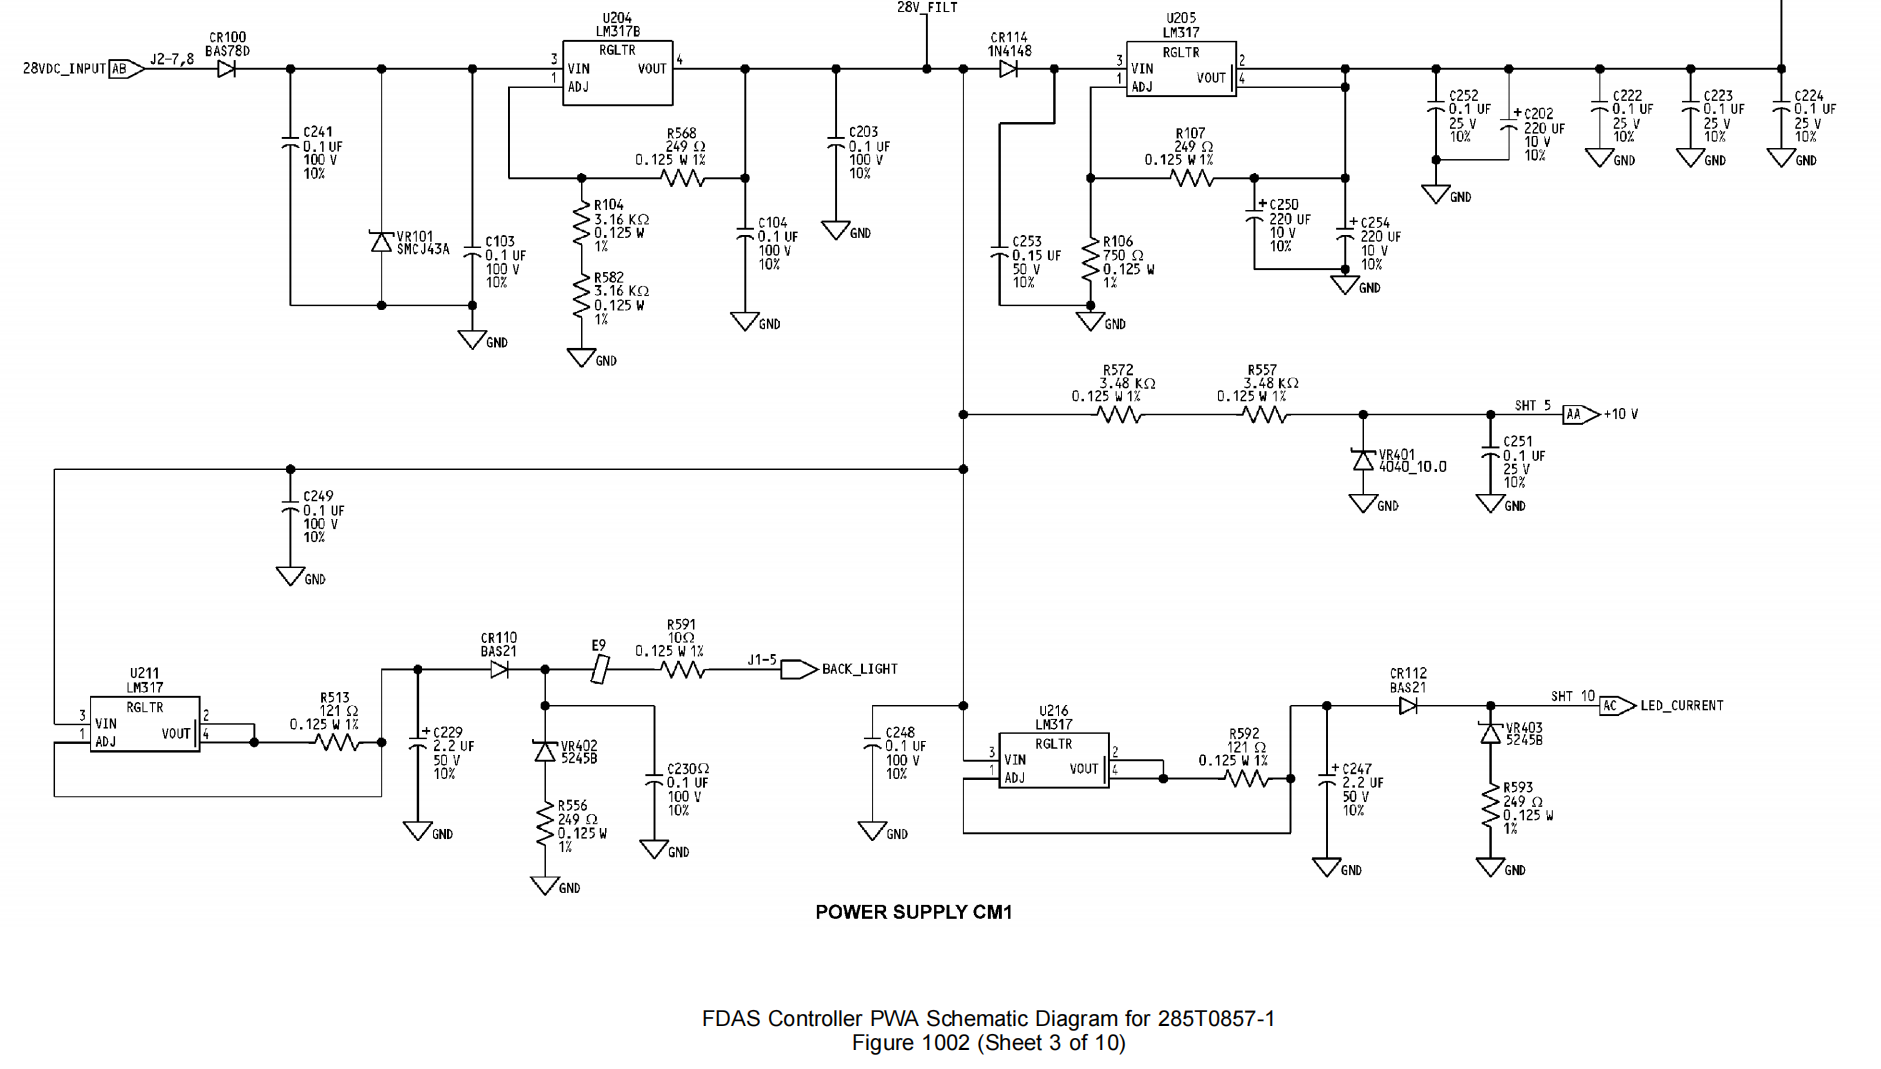 28V_FILT
CR100
BAS78D
28VDC_INPUT
AB
J2-7,8
U204
LM317B
RGLTR
3
VIN
VOUT
4
1
ADJ
CR114
1N4148
U205
LM317
RGLTR
3
VIN
2
1
ADJ
VOUT
4
C241
0.1 UF
100 V
10%
VR101
SMCJ43A
C103
0.1 UF
100 V
10%
GND
R568
249 Ω
0.125 W 1%
R104
3.16 KΩ
0.125 W
1%
R582
3.16 KΩ
0.125 W
1%
GND
C104
0.1 UF
100 V
10%
GND
C203
0.1 UF
100 V
10%
GND
C253
0.15 UF
50 V
10%
R107
249 Ω
0.125 W 1%
R106
750 Ω
0.125 W
1%
GND
+
C250
220 UF
10 V
10%
+
C254
220 UF
10 V
10%
GND
C252
0.1 UF
25 V
10%
GND
+
C202
220 UF
10 V
10%
C222
0.1 UF
25 V
10%
GND
C223
0.1 UF
25 V
10%
GND
C224
0.1 UF
25 V
10%
GND
R572
3.48 KΩ
0.125 W 1%
R557
3.48 KΩ
0.125 W 1%
SHT 5
AA
+10 V
VR401
4040_10.0
GND
C251
0.1 UF
25 V
10%
GND
C249
0.1 UF
100 V
10%
GND
U211
LM317
RGLTR
3
VIN
2
1
ADJ
VOUT
4
R513
121 Ω
0.125 W 1%
+
C229
2.2 UF
50 V
10%
GND
CR110
BAS21
E9
R591
10Ω
0.125 W 1%
J1-5
BACK_LIGHT
VR402
5245B
R556
249 Ω
0.125 W
1%
GND
C230Ω
0.1 UF
100 V
10%
GND
C248
0.1 UF
100 V
10%
GND
U216
LM317
RGLTR
3
VIN
2
1
ADJ
VOUT
4
R592
121 Ω
0.125 W 1%
+
C247
2.2 UF
50 V
10%
GND
CR112
BAS21
SHT 10
AC
LED_CURRENT
VR403
5245B
R593
249 Ω
0.125 W
1%
GND
POWER SUPPLY CM1
FDAS Controller PWA Schematic Diagram for 285T0857-1
Figure 1002 (Sheet 3 of 10)